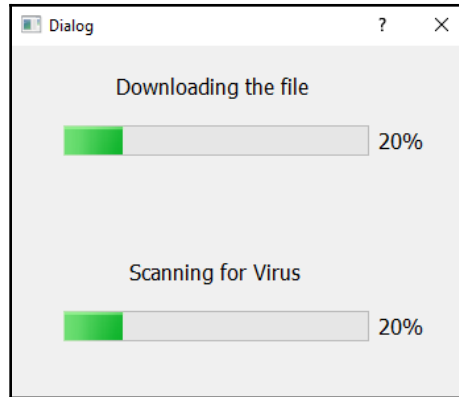 Dialog ?
Downloading the file
20%
Scanning for Virus
20%